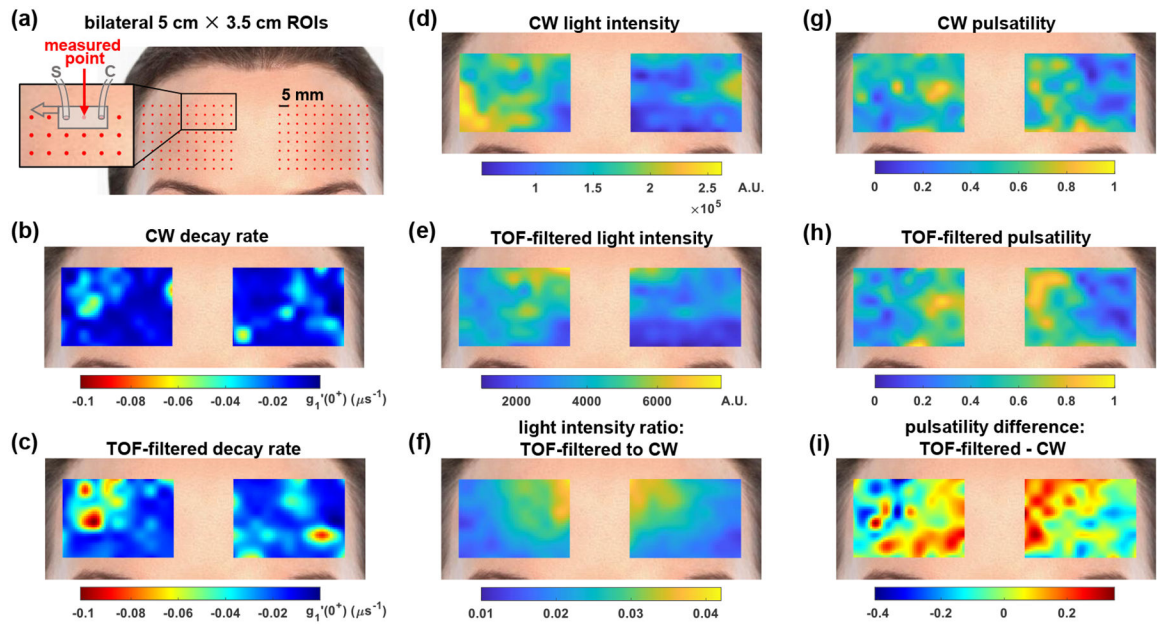 (a)
bilateral 5 cm × 3.5 cm ROIs
measured
point
S
C
5 mm
(b)
CW decay rate
-0.1 -0.08 -0.06 -0.04 -0.02 g₁'(0⁺) (μs⁻¹)
(c)
TOF-filtered decay rate
-0.1 -0.08 -0.06 -0.04 -0.02 g₁'(0⁺) (μs⁻¹)
(d)
CW light intensity
1 1.5 2 2.5 A.U.
×10⁵
(e)
TOF-filtered light intensity
2000 4000 6000 A.U.
(f)
light intensity ratio:
TOF-filtered to CW
0.01 0.02 0.03 0.04
(g)
CW pulsatility
0 0.2 0.4 0.6 0.8 1
(h)
TOF-filtered pulsatility
0 0.2 0.4 0.6 0.8 1
(i)
pulsatility difference:
TOF-filtered - CW
-0.4 -0.2 0 0.2